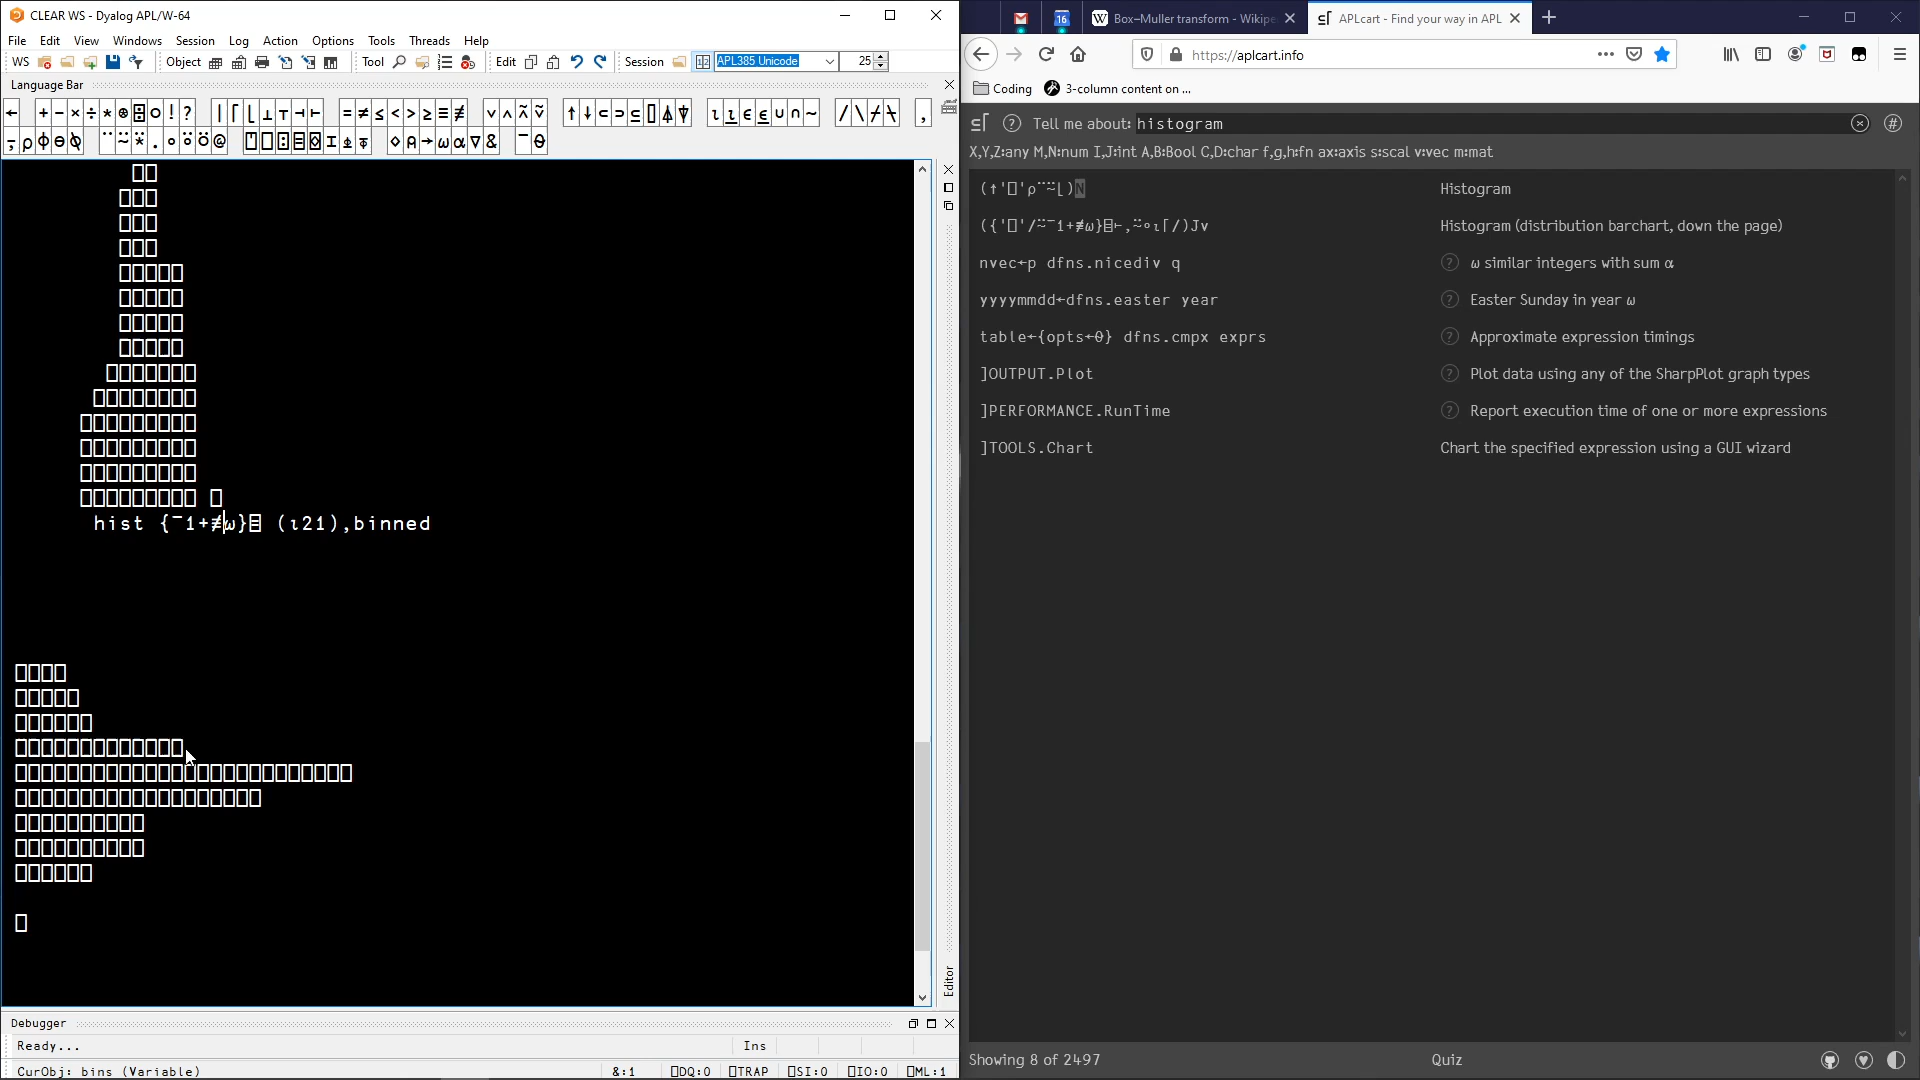 CLEAR WS - Dyalog APL/W-64
File Edit View Windows Session Log Action Options Tools Threads Help
WS Object Tool Edit Session APL385 Unicode 25
Language Bar
← + - × ÷ * ⍟ ⌹ ○ ! ? | ⌈ ⌊ ⊥ ⊤ ⊣ ⊢ = ≠ ≤ < > ≥ ≡ ≢ ∨ ∧ ⍲ ⍱ ↑ ↓ ⊂ ⊃ ⊆ ⌷ ⍋ ⍒ ⍳ ⍸ ∊ ⍷ ∪ ∩ ~ / \ ⌿ ⍀ ,
⍪ ⍴ ⌽ ⊖ ⍉ ¨ ⍨ ⍣ . ∘ ⍤ ⍥ @ ⍞ ⎕ ⍠ ⌸ ⌺ ⌶ ⍎ ⍕ ⋄ ⍝ → ⍵ ⍺ ∇ & ¯ ⍬
⎕⎕
⎕⎕⎕
⎕⎕⎕
⎕⎕⎕
⎕⎕⎕⎕⎕
⎕⎕⎕⎕⎕
⎕⎕⎕⎕⎕
⎕⎕⎕⎕⎕
⎕⎕⎕⎕⎕⎕⎕
⎕⎕⎕⎕⎕⎕⎕⎕
⎕⎕⎕⎕⎕⎕⎕⎕⎕
⎕⎕⎕⎕⎕⎕⎕⎕⎕
⎕⎕⎕⎕⎕⎕⎕⎕⎕
⎕⎕⎕⎕⎕⎕⎕⎕⎕ ⎕
hist {¯1+≢⍵}⌸ (⍳21),binned
⎕⎕⎕⎕
⎕⎕⎕⎕⎕
⎕⎕⎕⎕⎕⎕
⎕⎕⎕⎕⎕⎕⎕⎕⎕⎕⎕⎕⎕
⎕⎕⎕⎕⎕⎕⎕⎕⎕⎕⎕⎕⎕⎕⎕⎕⎕⎕⎕⎕⎕⎕⎕⎕⎕⎕
⎕⎕⎕⎕⎕⎕⎕⎕⎕⎕⎕⎕⎕⎕⎕⎕⎕⎕⎕
⎕⎕⎕⎕⎕⎕⎕⎕⎕⎕
⎕⎕⎕⎕⎕⎕⎕⎕⎕⎕
⎕⎕⎕⎕⎕⎕
⎕
Editor
Debugger
Ready...
Ins
CurObj: bins (Variable) &:1 ⎕DQ:0 ⎕TRAP ⎕SI:0 ⎕IO:0 ⎕ML:1
16 Box–Muller transform - Wikipe APLcart - Find your way in APL
https://aplcart.info
Coding 3-column content on ...
Tell me about: histogram
X,Y,Z:any M,N:num I,J:int A,B:Bool C,D:char f,g,h:fn ax:axis s:scal v:vec m:mat
(↑'⎕'⍴¨⍨⌊)N Histogram
({'⎕'/⍨¯1+≢⍵}⌸⊢,⍨∘⍳⌈/)Jv Histogram (distribution barchart, down the page)
nvec←p dfns.nicediv q ⍵ similar integers with sum ⍺
yyyymmdd←dfns.easter year Easter Sunday in year ⍵
table←{opts←⍬} dfns.cmpx exprs Approximate expression timings
]OUTPUT.Plot Plot data using any of the SharpPlot graph types
]PERFORMANCE.RunTime Report execution time of one or more expressions
]TOOLS.Chart Chart the specified expression using a GUI wizard
Showing 8 of 2497
Quiz